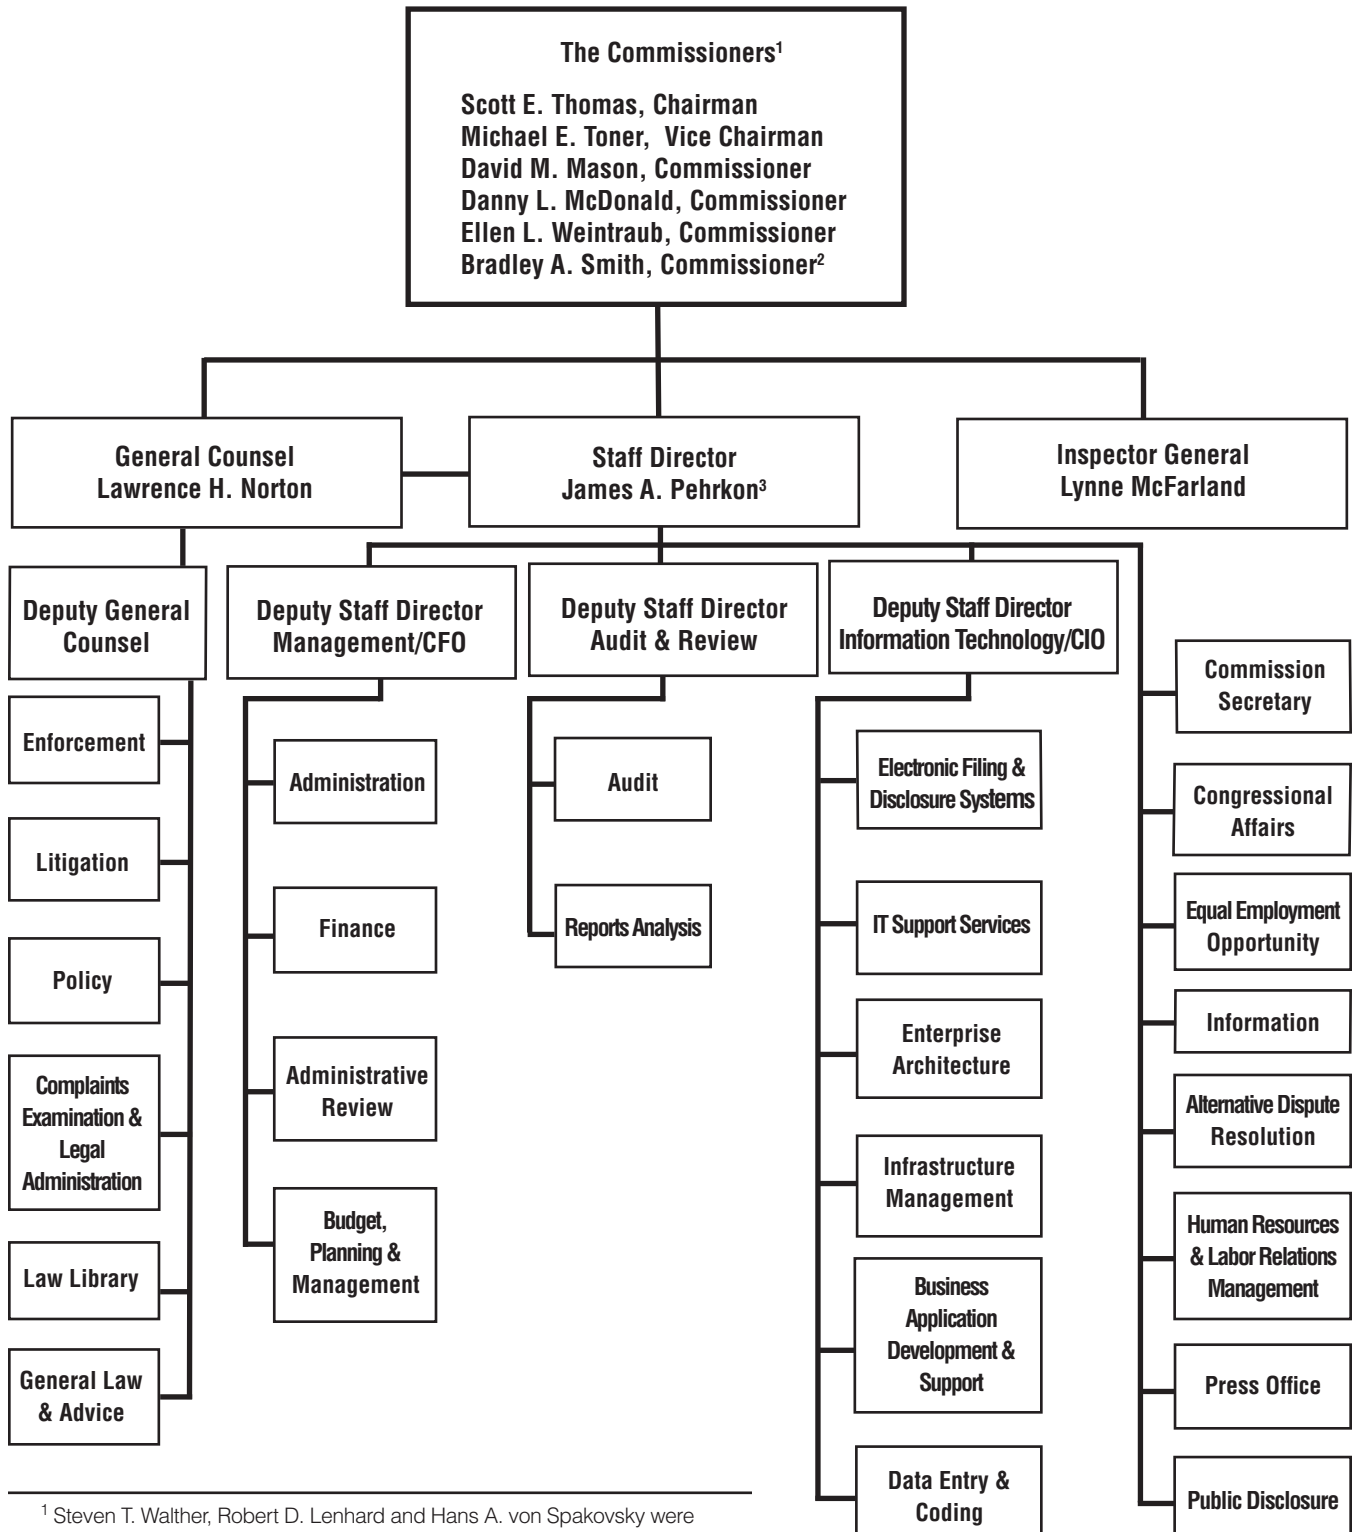 The Commissioners¹
Scott E. Thomas, Chairman
Michael E. Toner, Vice Chairman
David M. Mason, Commissioner
Danny L. McDonald, Commissioner
Ellen L. Weintraub, Commissioner
Bradley A. Smith, Commissioner²
General Counsel
Lawrence H. Norton
Staff Director
James A. Pehrkon³
Inspector General
Lynne McFarland
Deputy General
Counsel
Deputy Staff Director
Management/CFO
Deputy Staff Director
Audit & Review
Deputy Staff Director
Information Technology/CIO
Enforcement
Litigation
Policy
Complaints
Examination &
Legal
Administration
Law Library
General Law
& Advice
Administration
Finance
Administrative
Review
Budget,
Planning &
Management
Audit
Reports Analysis
Electronic Filing &
Disclosure Systems
IT Support Services
Enterprise
Architecture
Infrastructure
Management
Business
Application
Development &
Support
Data Entry &
Coding
Commission
Secretary
Congressional
Affairs
Equal Employment
Opportunity
Information
Alternative Dispute
Resolution
Human Resources
& Labor Relations
Management
Press Office
Public Disclosure
¹ Steven T. Walther, Robert D. Lenhard and Hans A. von Spakovsky were